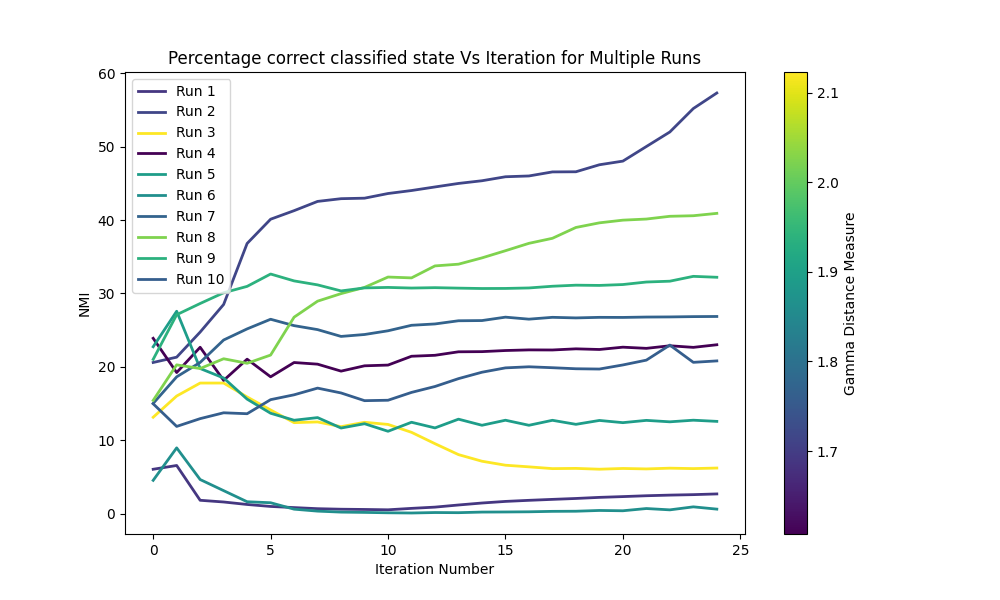 Percentage correct classified state Vs Iteration for Multiple Runs
NMI
60
50
40
30
20
10
0
Run 1
Run 2
Run 3
Run 4
Run 5
Run 6
Run 7
Run 8
Run 9
Run 10
0 5 10 15 20 25
Iteration Number
2.1
2.0
1.9
1.8
1.7
Gamma Distance Measure